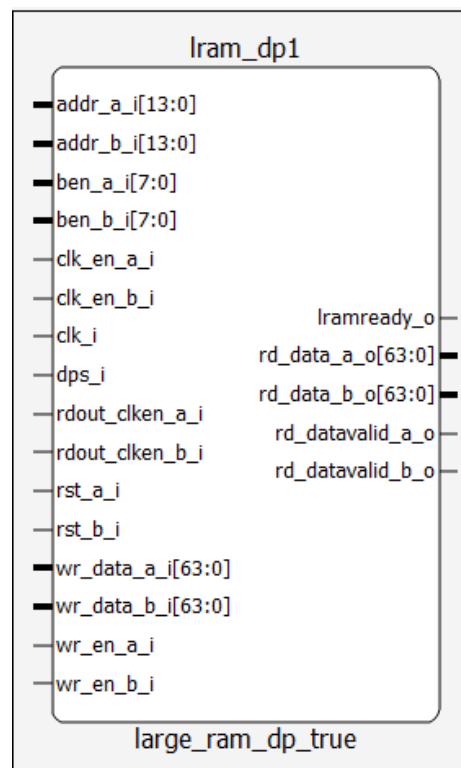 lram_dp1
addr_a_i[13:0]
addr_b_i[13:0]
ben_a_i[7:0]
ben_b_i[7:0]
clk_en_a_i
clk_en_b_i
clk_i
dps_i
rdout_clken_a_i
rdout_clken_b_i
rst_a_i
rst_b_i
wr_data_a_i[63:0]
wr_data_b_i[63:0]
wr_en_a_i
wr_en_b_i
lramready_o
rd_data_a_o[63:0]
rd_data_b_o[63:0]
rd_datavalid_a_o
rd_datavalid_b_o
large_ram_dp_true